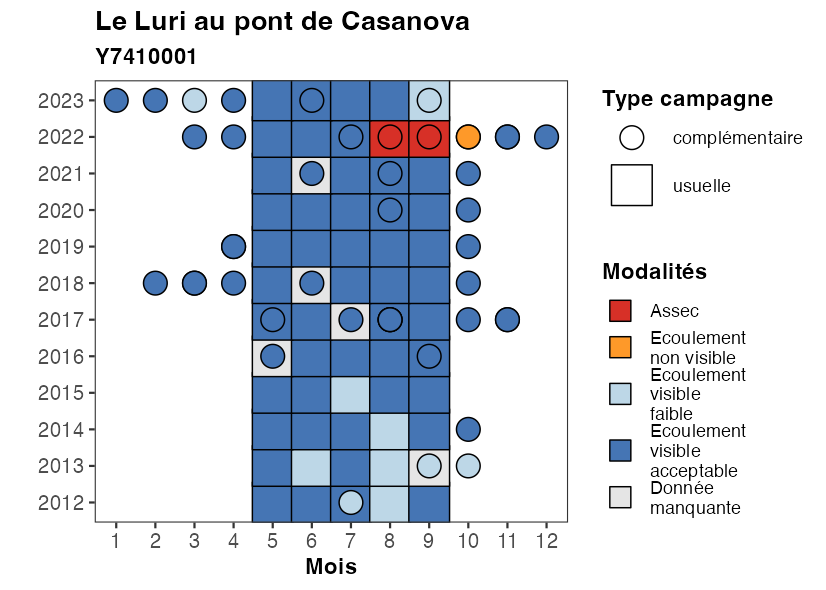 Le Luri au pont de Casanova
Y7410001
2023
2022
2021
2020
2019
2018
2017
2016
2015
2014
2013
2012
1 2 3 4 5 6 7 8 9 10 11 12
Mois
Type campagne
complémentaire
usuelle
Modalités
Assec
Ecoulement
non visible
Ecoulement
visible
faible
Ecoulement
visible
acceptable
Donnée
manquante